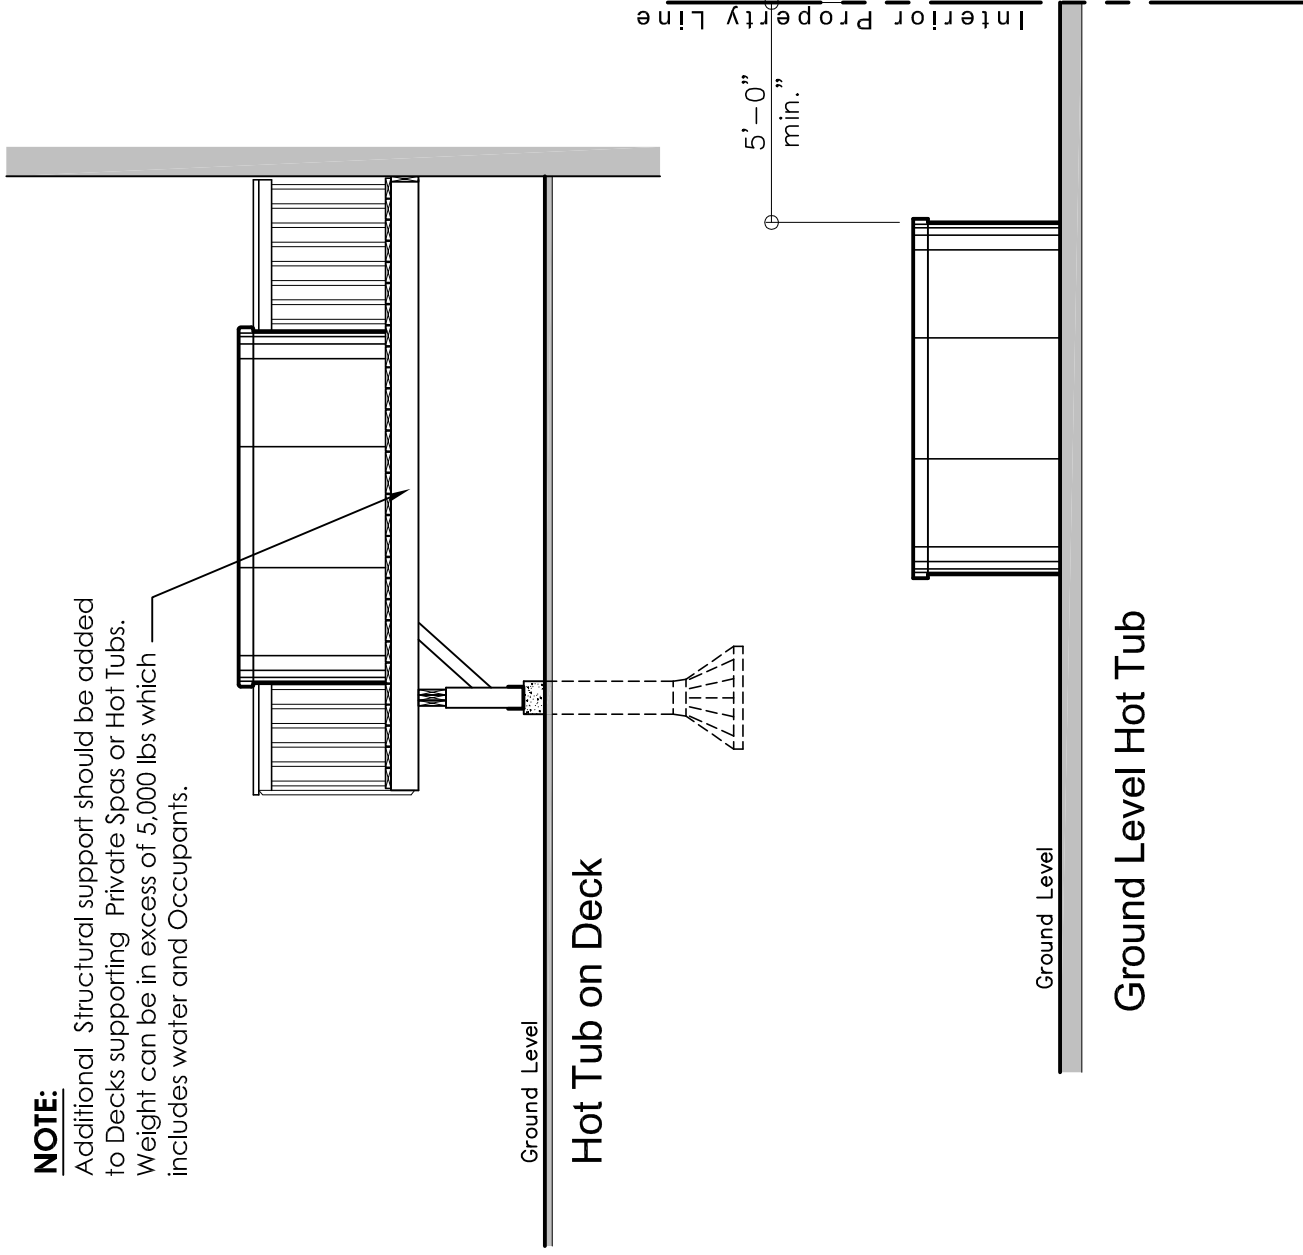 NOTE:
Additional Structural support should be added
to Decks supporting Private Spas or Hot Tubs.
Weight can be in excess of 5,000 lbs which
includes water and Occupants.
Ground Level
Hot Tub on Deck
Interior Property Line
5'-0"
min.
Ground Level
Ground Level Hot Tub